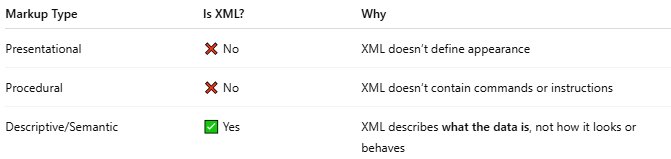 Markup Type Is XML? Why
Presentational ❌ No XML doesn't define appearance
Procedural ❌ No XML doesn't contain commands or instructions
Descriptive/Semantic ✅ Yes XML describes what the data is, not how it looks or
behaves